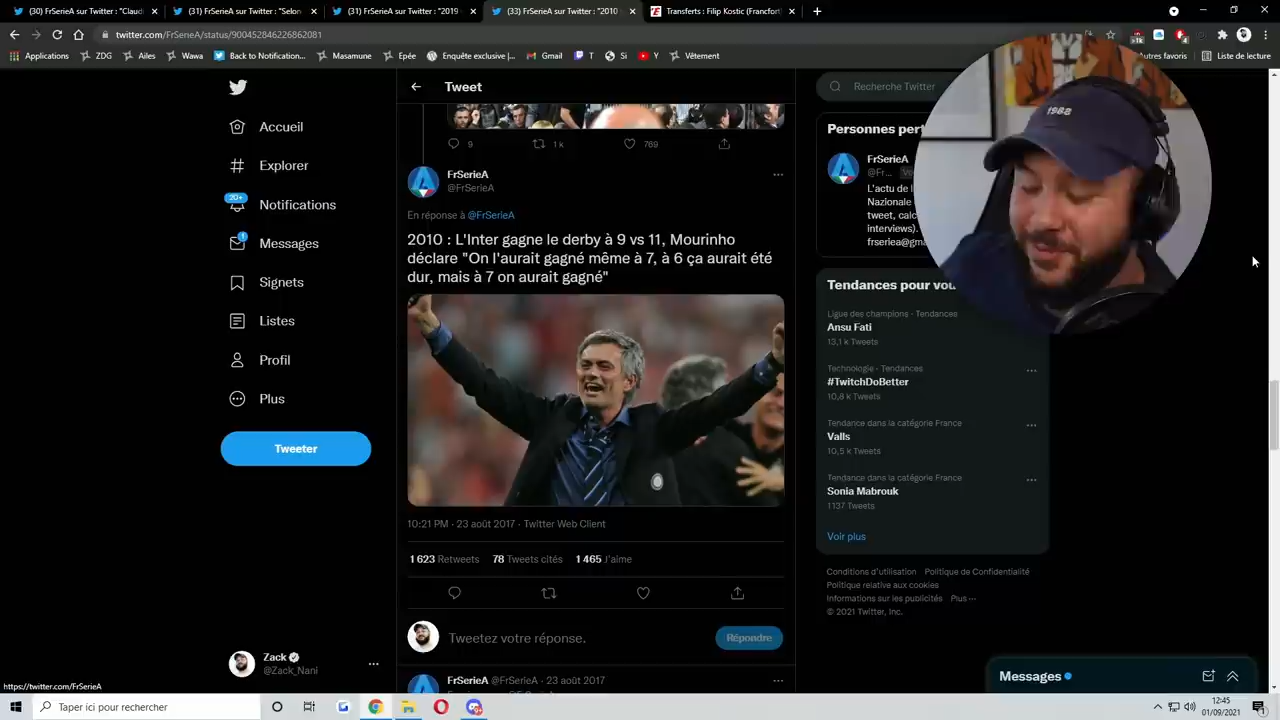 (30) FrSerieA sur Twitter : "Claud
(31) FrSerieA sur Twitter : "Selon
(31) FrSerieA sur Twitter : "2019
(33) FrSerieA sur Twitter : "2010
Transferts : Filip Kostic (Francfort
twitter.com/FrSerieA/status/900452846226862081
Applications
ZDG
Ailes
Wawa
Back to Notification...
Masamune
Epée
Enquête exclusive |...
Gmail
T
Si
Y
Vêtement
Autres favoris
Liste de lecture
Tweet
Recherche Twitter
1988
Accueil
Explorer
20+
Notifications
1
Messages
Signets
Listes
Profil
Plus
Tweeter
Zack
@Zack_Nani
9
1 k
769
FrSerieA
@FrSerieA
En réponse à @FrSerieA
2010 : L'Inter gagne le derby à 9 vs 11, Mourinho
déclare "On l'aurait gagné même à 7, à 6 ça aurait été
dur, mais à 7 on aurait gagné"
10:21 PM · 23 août 2017 · Twitter Web Client
1 623 Retweets 78 Tweets cités 1 465 J'aime
Tweetez votre réponse.
Répondre
FrSerieA @FrSerieA · 23 août 2017
Personnes pert
FrSerieA
@Fr...
L'actu de l
Nazionale
tweet, calc
interviews).
frseriea@gma
Tendances pour vou
Ligue des champions · Tendances
Ansu Fati
13,1 k Tweets
Technologie · Tendances
#TwitchDoBetter
10,8 k Tweets
Tendance dans la catégorie France
Valls
10,5 k Tweets
Tendance dans la catégorie France
Sonia Mabrouk
1 137 Tweets
Voir plus
Conditions d'utilisation Politique de Confidentialité
Politique relative aux cookies
Informations sur les publicités Plus ···
© 2021 Twitter, Inc.
Messages
https://twitter.com/FrSerieA
Taper ici pour rechercher
12:45
01/09/2021